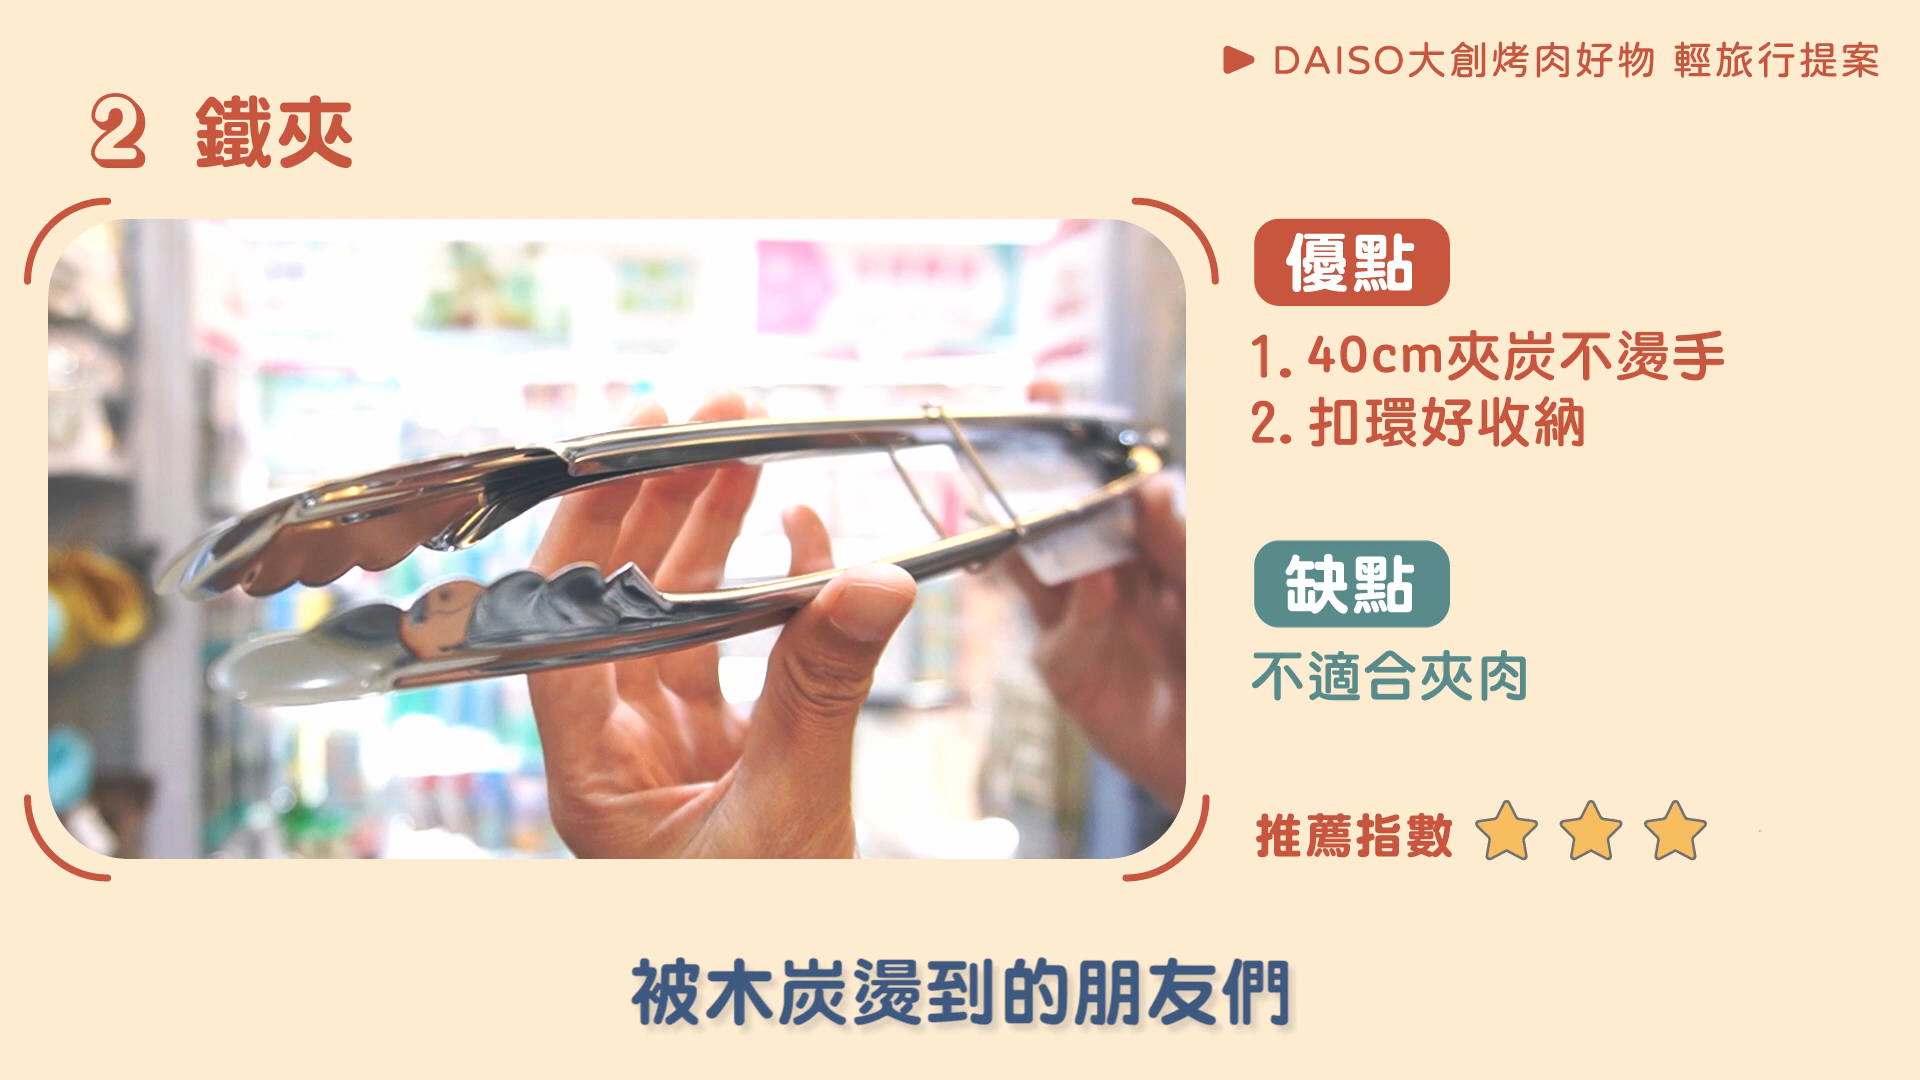 ▶ DAISO大創烤肉好物 輕旅行提案
2 鐵夾
優點
1. 40cm夾炭不燙手
2. 扣環好收納
缺點
不適合夾肉
推薦指數
被木炭燙到的朋友們